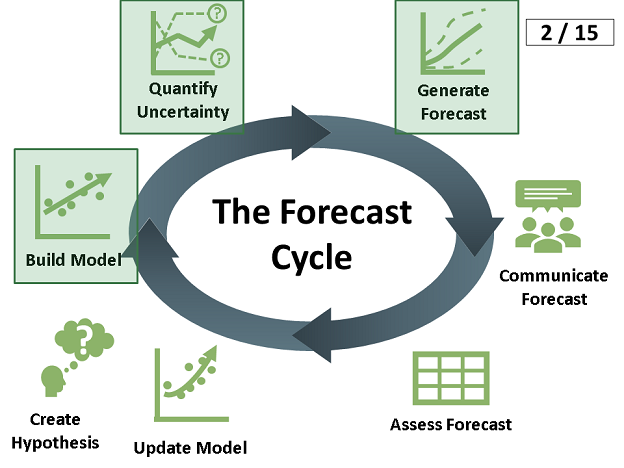 2 / 15
?
?
Quantify
Uncertainty
Generate
Forecast
The Forecast
Cycle
Build Model
Communicate
Forecast
?
Create
Hypothesis
Update Model
Assess Forecast